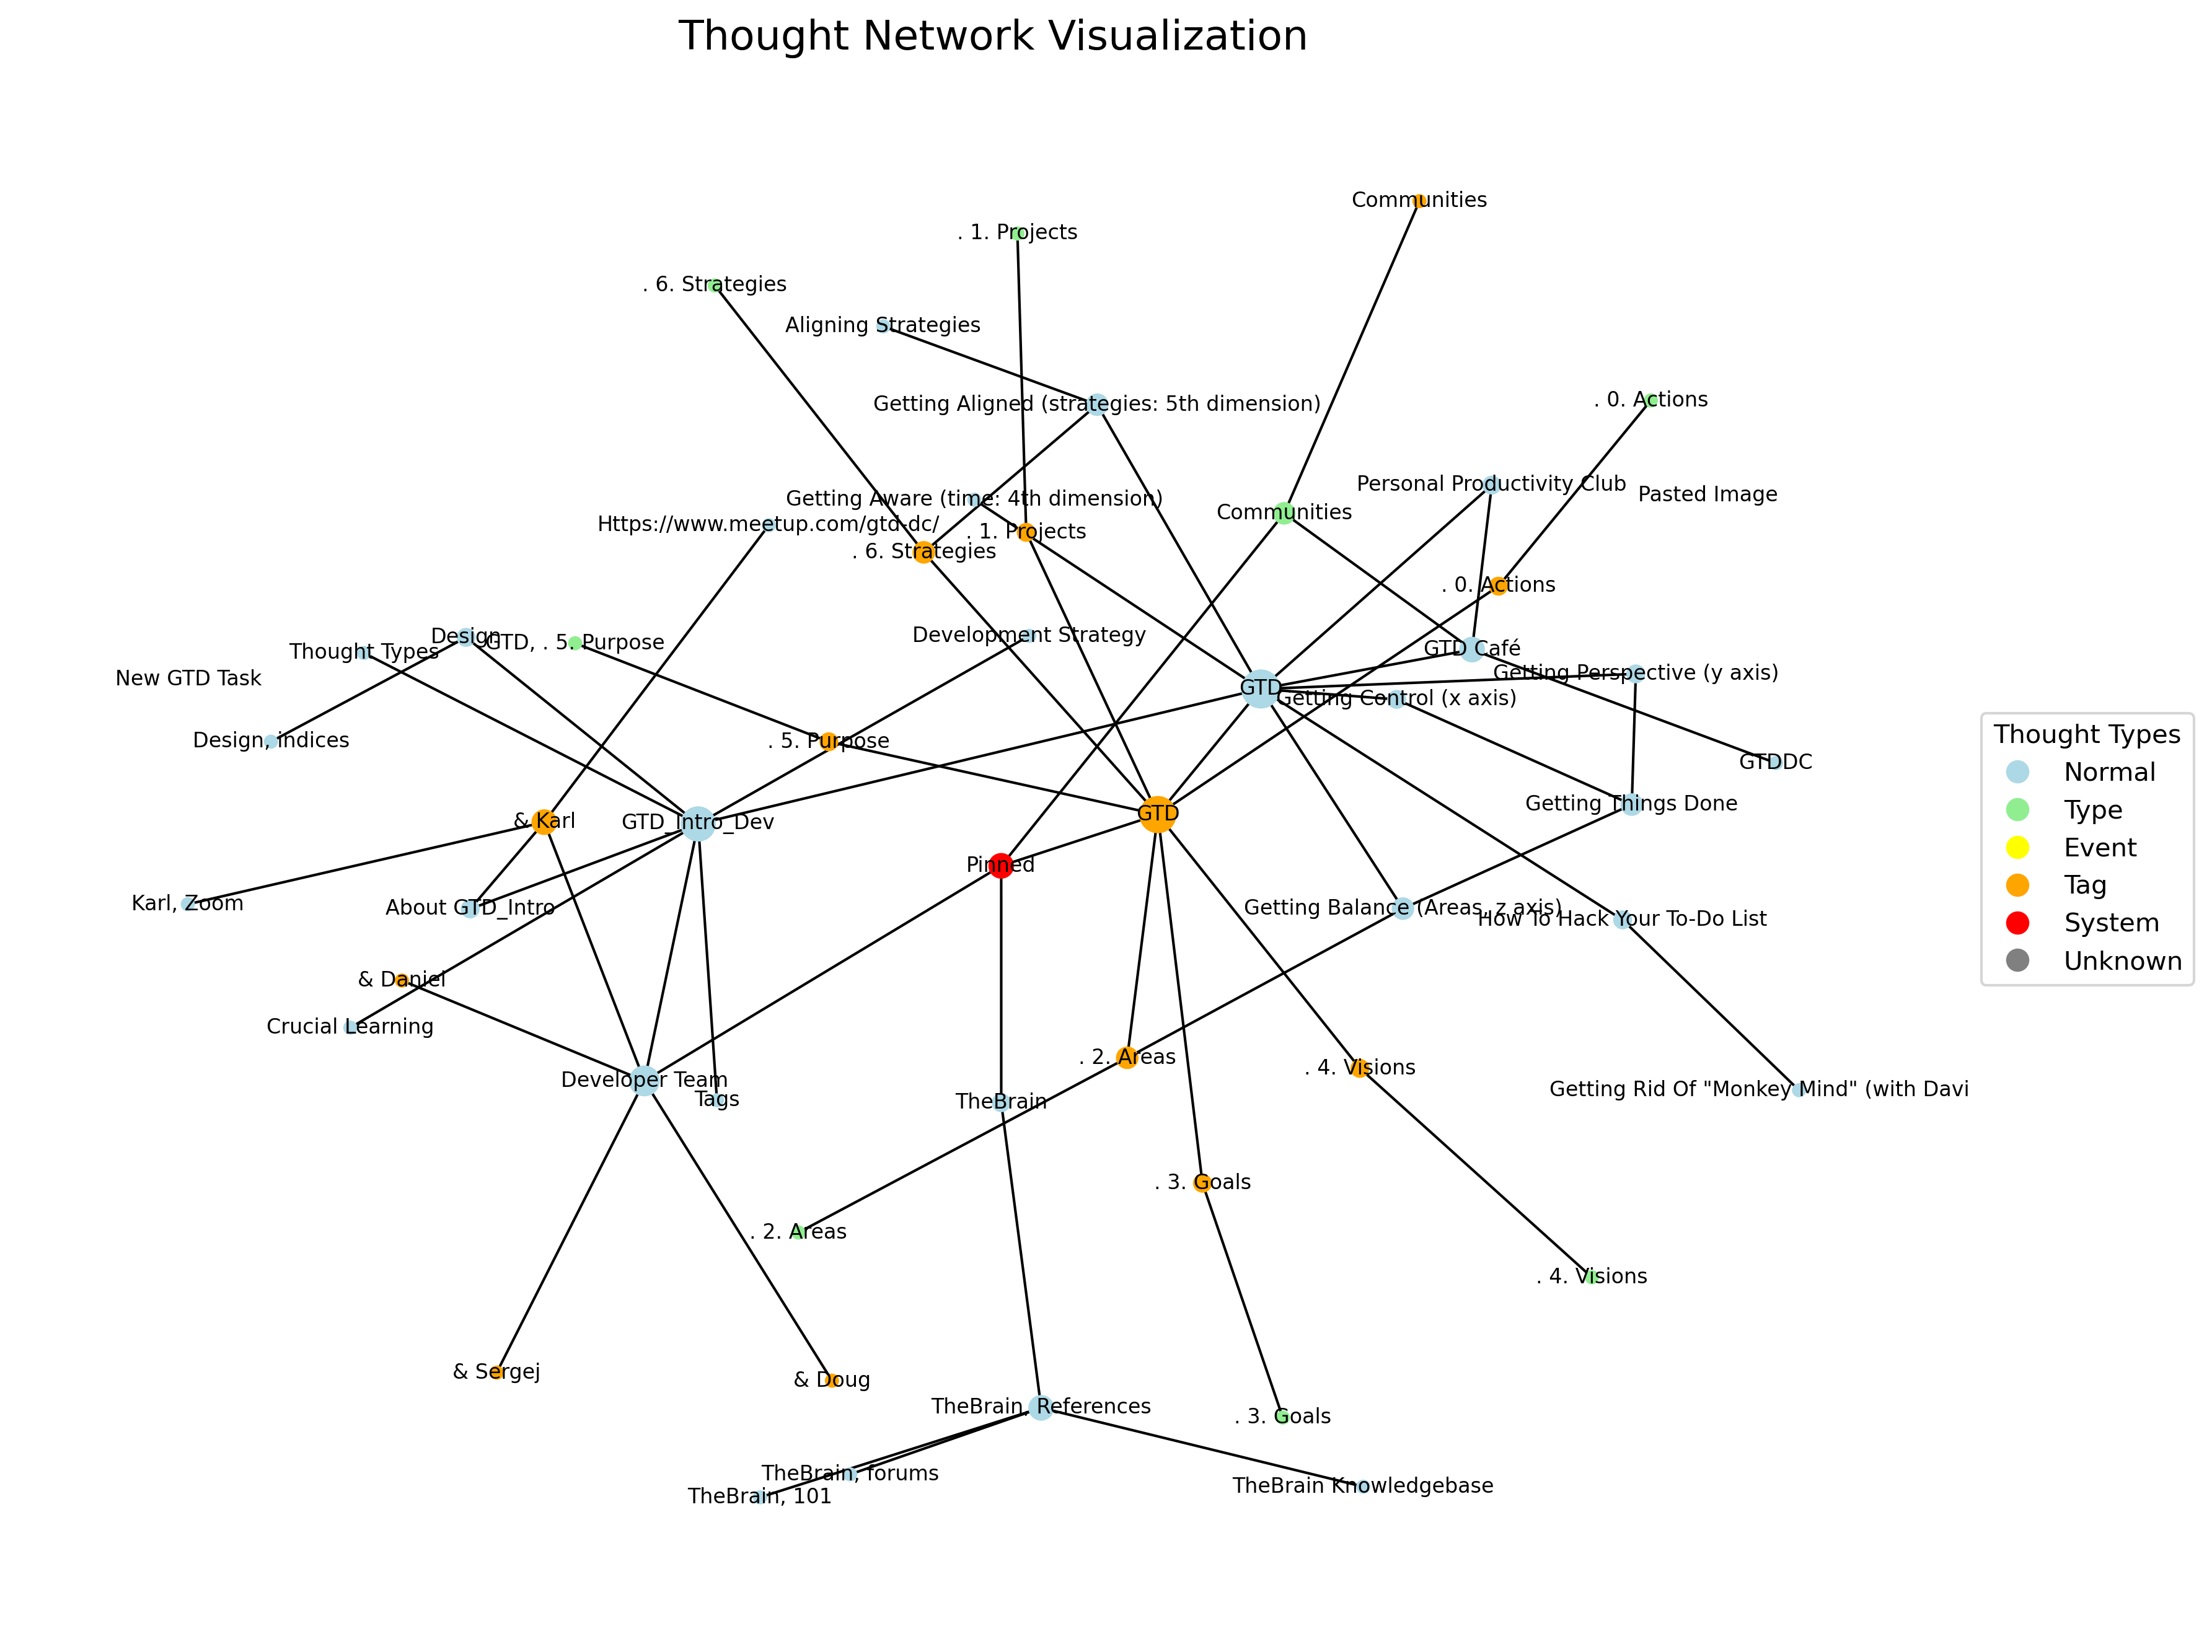 Thought Network Visualization
Communities
. 1. Projects
. 6. Strategies
Aligning Strategies
Getting Aligned (strategies: 5th dimension)
. 0. Actions
Personal Productivity Club
Pasted Image
Getting Aware (time: 4th dimension)
Communities
Https://www.meetup.com/gtd-dc/
. 1. Projects
. 6. Strategies
. 0. Actions
Development Strategy
Design
GTD, . 5. Purpose
Thought Types
GTD Café
New GTD Task
Getting Perspective (y axis)
GTD
Getting Control (x axis)
Design, indices
. 5. Purpose
GTDDC
Thought Types
Normal
Type
Event
Tag
System
Unknown
Getting Things Done
GTD
& Karl
GTD_Intro_Dev
Pinned
Karl, Zoom
About GTD_Intro
Getting Balance (Areas, z axis)
How To Hack Your To-Do List
& Daniel
Crucial Learning
. 2. Areas
. 4. Visions
Developer Team
Tags
TheBrain
Getting Rid Of "Monkey Mind" (with Davi
. 3. Goals
. 2. Areas
. 4. Visions
& Sergej
& Doug
TheBrain, References
. 3. Goals
TheBrain, forums
TheBrain Knowledgebase
TheBrain, 101